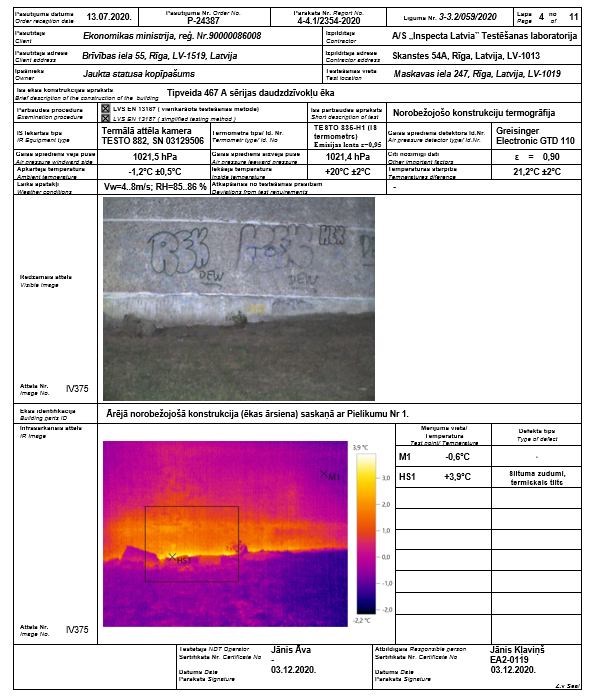 Pasūtījuma datums 13.07.2020. Pasūtījuma Nr. Order No. Paraksta Nr. Report No. Līguma Nr. 3-3.2/059/2020 Lapa 4 no 11
Order reception date P-24387 4-4.1/2354-2020 Page of
Pasūtītājs Ekonomikas ministrija, reģ. Nr.90000086008 Izpildītājs A/S „Inspecta Latvia” Testēšanas laboratorija
Client Contractor
Pasūtītāja adrese Brīvības iela 55, Rīga, LV-1519, Latvija Izpildītāja adrese Skanstes 54A, Rīga, Latvija, LV-1013
Client address Contractor address
Īpašnieks Jaukta statusa kopīpašums Testēšanas vieta Maskavas iela 247, Rīga, Latvija, LV-1019
Owner Test location
Īss ēkas konstrukcijas apraksts Tipveida 467 A sērijas daudzdzīvokļu ēka
Brief description of the construction of the building
Pārbaudes procedūra LVS EN 13187 ( vienkāršota testēšanas metode) Īss pārbaudes apraksts Norobežojošo konstrukciju termogrāfija
Examination procedure LVS EN 13187 ( simplified testing method ) Short description of test
IS iekārtas tips Termālā attēla kamera Termometra tips/ Id. Nr. TESTO 835-H1 (IS Gaisa spiediena detektora Id.Nr. Greisinger
IR Equipment type TESTO 882, SN 03129506 Termometr type/ Id. No termometrs) Air pressure detector type/ Id.Nr. Electronic GTD 110
Emisijas lenta ε=0,95
Gaisa spiediens vēja pusē 1021,5 hPa Gaisa spiediens aizvēja pusē 1021,4 hPa Citi nozīmīgi dati ε = 0,90
Air pressure windward side Air pressure leeward pressure Other important factors
Apkārtēja temperatūra -1,2°C ±0,5°C Iekšēja temperatūra +20°C ±2°C Temperatūras starpība 21,2°C ±2°C
Ambient temperature Inside temperature Temperatures diference
Laika apstākļi Vw=4..8m/s; RH=85..86 % Atkāpšanās no testēšanas prasībām -
Weather conditions Deviations from test requirements
REK HEK
DEW DEW
Redzamais attēls
Visible image
Attēla Nr. IV375
Image No.
Ēkas identifikācija Ārējā norobežojošā konstrukcija (ēkas ārsiena) saskaņā ar Pielikumu Nr 1.
Building parts ID
Infrasarkanais attēls
IR image
Mērījuma vieta/ Defekta tips
Temperatūra Type of defect
Test point/ Temperature
M1 -0,6°C -
HS1 +3,9°C Siltuma zudumi,
termiskais tilts
3,9 °C
M1
3,0
2,0
1,0
0,0
HS1
-1,0
-2,0
-2,2 °C
Attēla Nr. IV375
Image No.
Testētājs NDT Operator Jānis Āva Atbildīgais Responsible person Jānis Kļaviņš
Sertifikāta Nr. Certificate No - Sertifikāta Nr. Certificate No EA2-0119
Datums Date 03.12.2020. Datums Date 03.12.2020.
Paraksts Signature Paraksts Signature
Z.v Seal